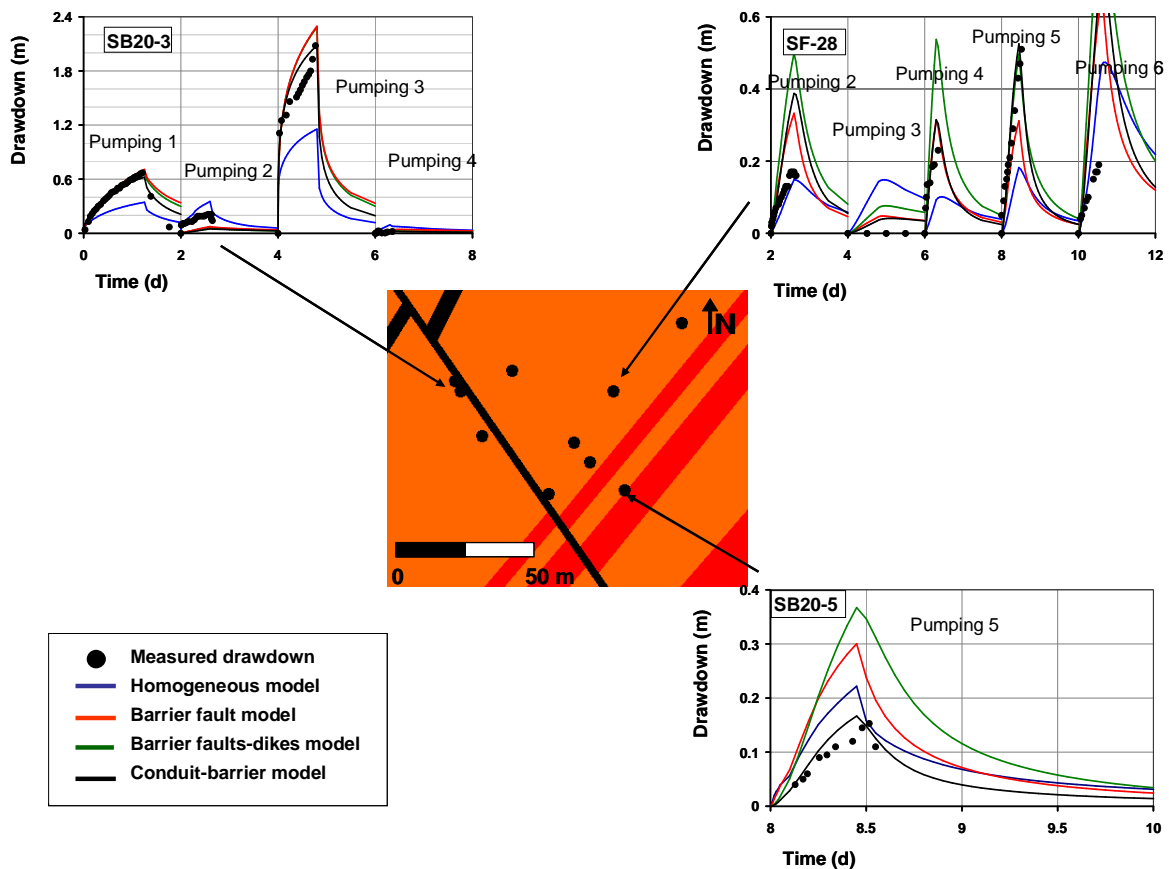 SB20-3
Drawdown (m)
2.4
1.8
1.2
0.6
0
Pumping 1
Pumping 2
Pumping 3
Pumping 4
0 2 4 6 8
Time (d)
SF-28
Drawdown (m)
0.6
0.4
0.2
0
Pumping 2
Pumping 3
Pumping 4
Pumping 5
Pumping 6
2 4 6 8 10 12
Time (d)
N
0 50 m
Measured drawdown
Homogeneous model
Barrier fault model
Barrier faults-dikes model
Conduit-barrier model
SB20-5
Drawdown (m)
0.4
0.3
0.2
0.1
0
Pumping 5
8 8.5 9 9.5 10
Time (d)